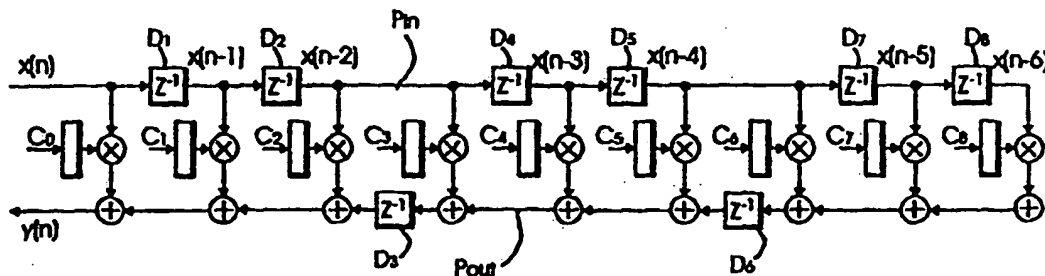 Pin
D1 D2 D4 D5 D7 D8
x(n) x(n-1) x(n-2) x(n-3) x(n-4) x(n-5) x(n-6)
Z-1 Z-1 Z-1 Z-1 Z-1 Z-1
C0 C1 C2 C3 C4 C5 C6 C7 C8
Z-1 Z-1
y(n)
D3 Pout D6